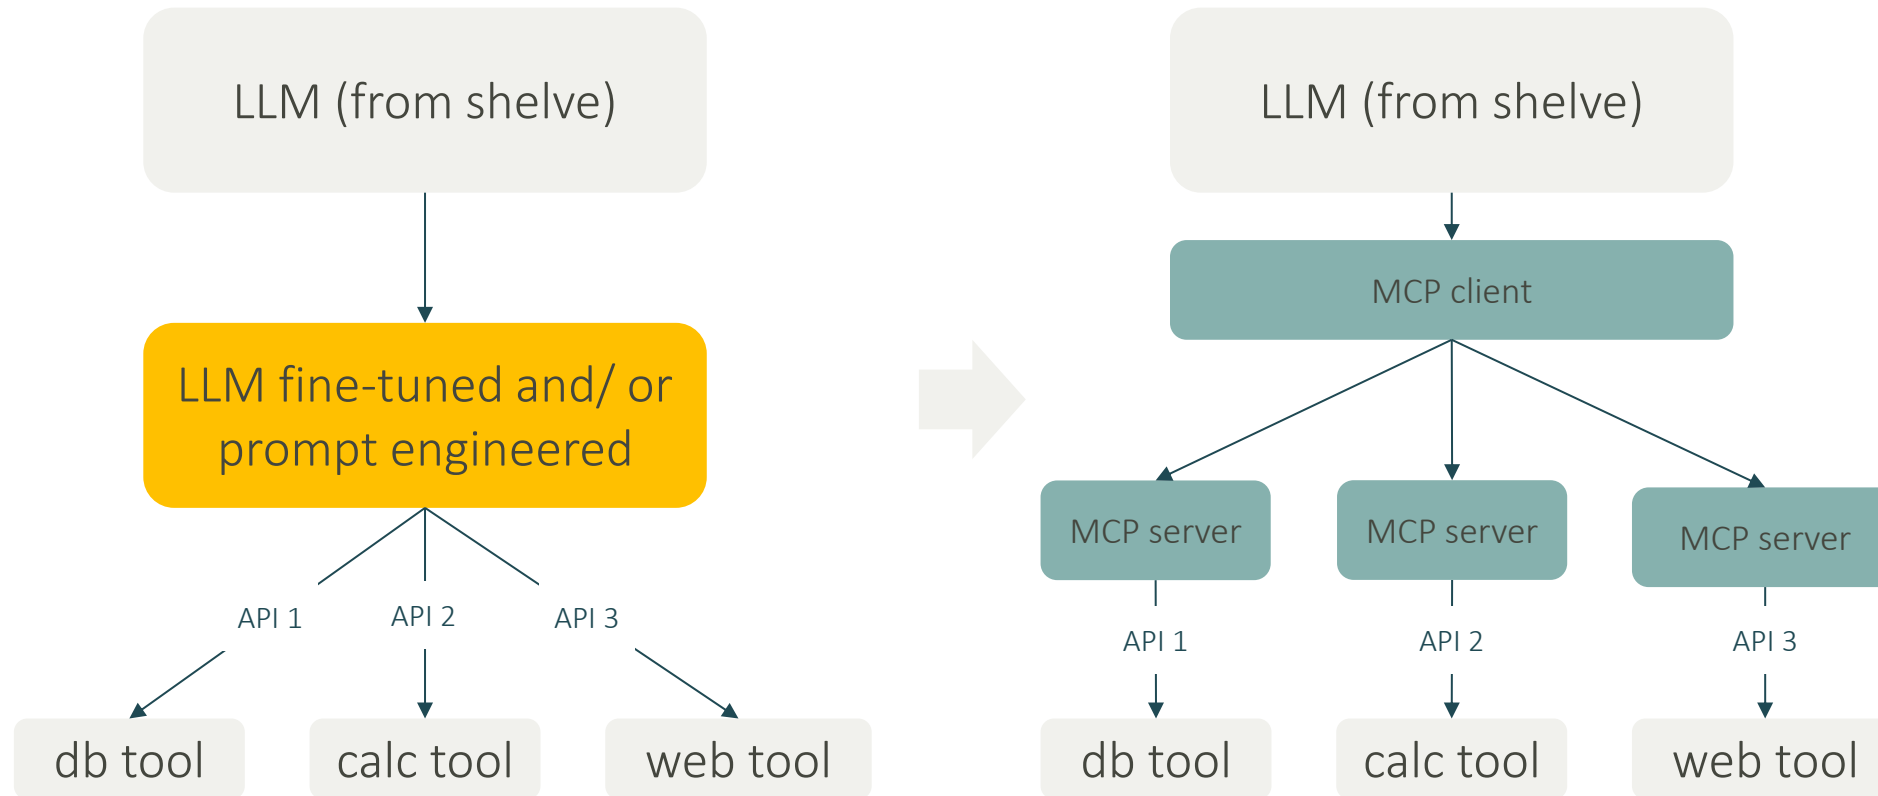 LLM (from shelve)
LLM fine-tuned and/ or
prompt engineered
API 1
API 2
API 3
db tool
calc tool
web tool
LLM (from shelve)
MCP client
MCP server
MCP server
MCP server
API 1
API 2
API 3
db tool
calc tool
web tool